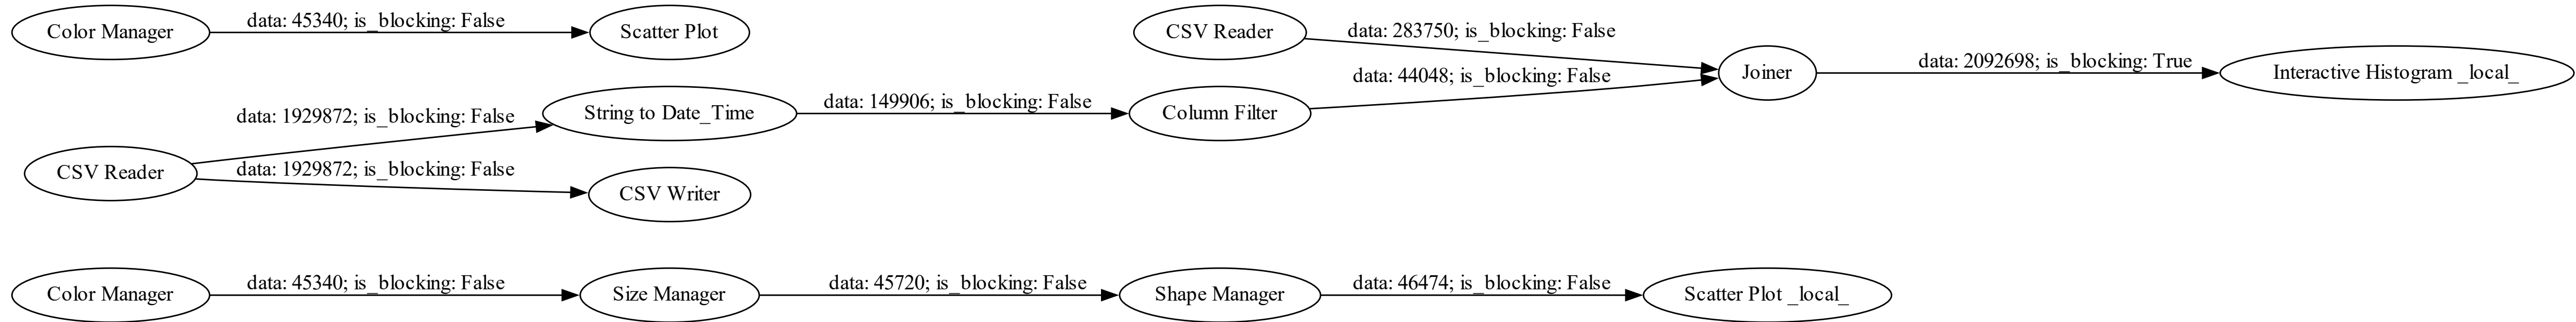 Color Manager
data: 45340; is_blocking: False
Scatter Plot
CSV Reader
data: 283750; is_blocking: False
Joiner
data: 2092698; is_blocking: True
Interactive Histogram _local_
data: 1929872; is_blocking: False
String to Date_Time
data: 149906; is_blocking: False
Column Filter
data: 44048; is_blocking: False
CSV Reader
data: 1929872; is_blocking: False
CSV Writer
Color Manager
data: 45340; is_blocking: False
Size Manager
data: 45720; is_blocking: False
Shape Manager
data: 46474; is_blocking: False
Scatter Plot _local_